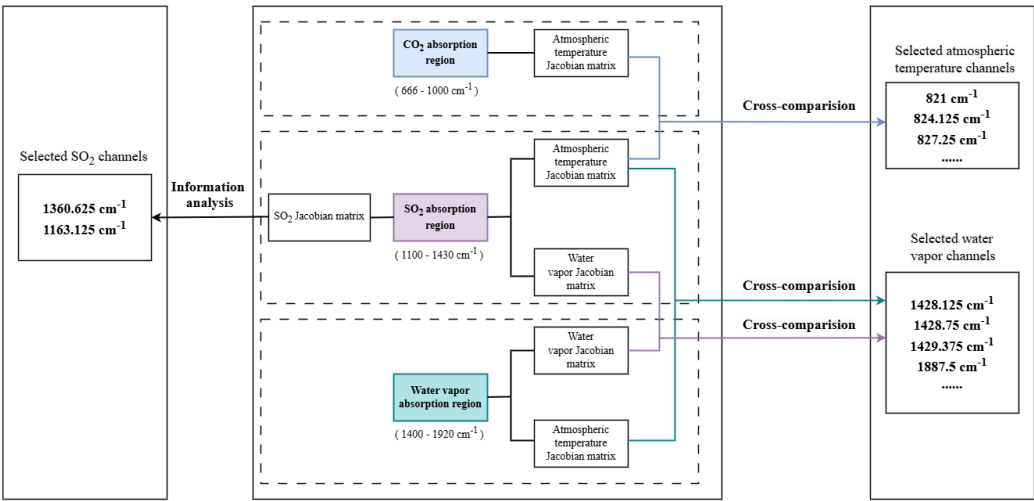 Selected SO₂ channels
1360.625 cm⁻¹
1163.125 cm⁻¹
Information
analysis
CO₂ absorption
region
( 666 - 1000 cm⁻¹ )
Atmospheric
temperature
Jacobian matrix
SO₂ Jacobian matrix
SO₂ absorption
region
( 1100 - 1430 cm⁻¹ )
Atmospheric
temperature
Jacobian matrix
Water
vapor Jacobian
matrix
Water vapor
absorption region
( 1400 - 1920 cm⁻¹ )
Water
vapor Jacobian
matrix
Atmospheric
temperature
Jacobian matrix
Cross-comparision
Cross-comparision
Cross-comparision
Selected atmospheric
temperature channels
821 cm⁻¹
824.125 cm⁻¹
827.25 cm⁻¹
......
Selected water
vapor channels
1428.125 cm⁻¹
1428.75 cm⁻¹
1429.375 cm⁻¹
1887.5 cm⁻¹
......